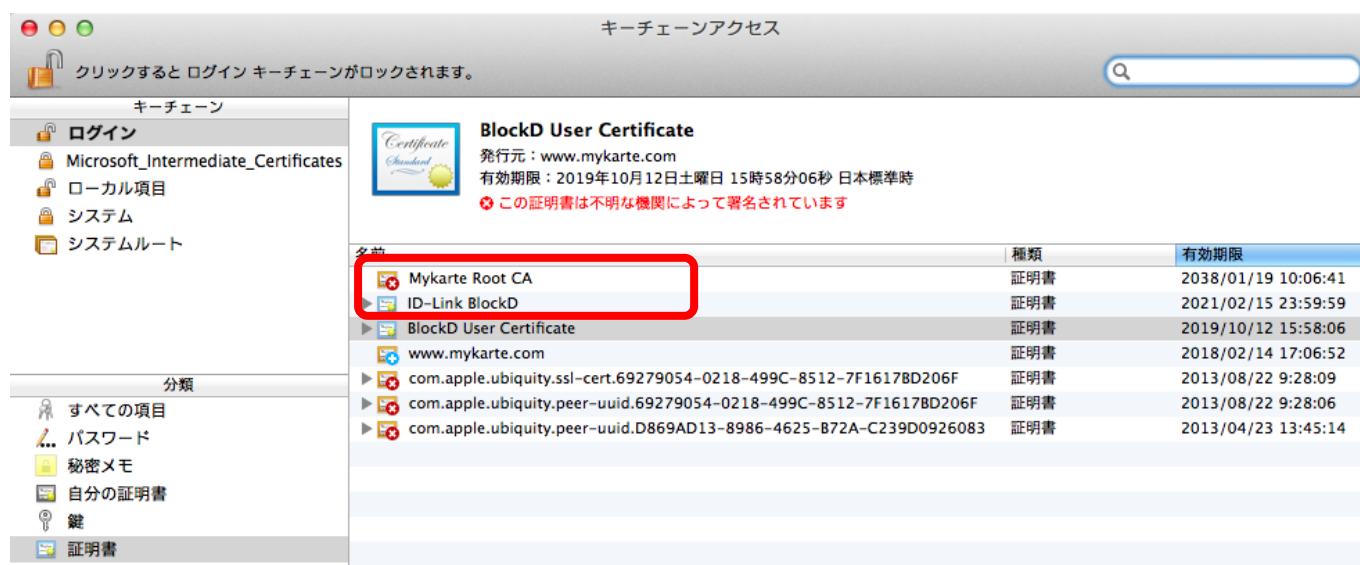 キーチェーンアクセス
クリックすると ログイン キーチェーンがロックされます。
キーチェーン
ログイン
Microsoft_Intermediate_Certificates
ローカル項目
システム
システムルート
分類
すべての項目
パスワード
秘密メモ
自分の証明書
鍵
証明書
Certificate
Standard
BlockD User Certificate
発行元：www.mykarte.com
有効期限：2019年10月12日土曜日 15時58分06秒 日本標準時
この証明書は不明な機関によって署名されています
名前 種類 有効期限
Mykarte Root CA 証明書 2038/01/19 10:06:41
ID-Link BlockD 証明書 2021/02/15 23:59:59
BlockD User Certificate 証明書 2019/10/12 15:58:06
www.mykarte.com 証明書 2018/02/14 17:06:52
com.apple.ubiquity.ssl-cert.69279054-0218-499C-8512-7F1617BD206F 証明書 2013/08/22 9:28:09
com.apple.ubiquity.peer-uuid.69279054-0218-499C-8512-7F1617BD206F 証明書 2013/08/22 9:28:06
com.apple.ubiquity.peer-uuid.D869AD13-8986-4625-B72A-C239D0926083 証明書 2013/04/23 13:45:14